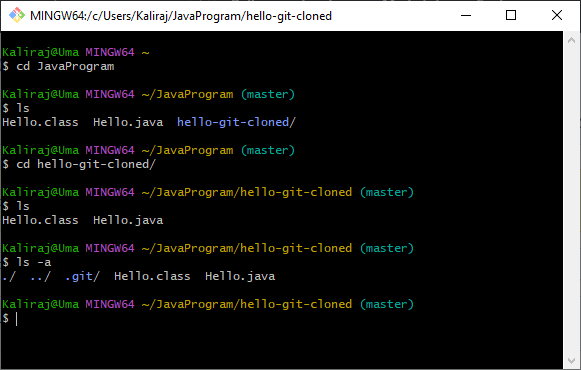 MINGW64:/c/Users/Kaliraj/JavaProgram/hello-git-cloned
Kaliraj@Uma MINGW64 ~
$ cd JavaProgram
Kaliraj@Uma MINGW64 ~/JavaProgram (master)
$ ls
Hello.class  Hello.java  hello-git-cloned/
Kaliraj@Uma MINGW64 ~/JavaProgram (master)
$ cd hello-git-cloned/
Kaliraj@Uma MINGW64 ~/JavaProgram/hello-git-cloned (master)
$ ls
Hello.class  Hello.java
Kaliraj@Uma MINGW64 ~/JavaProgram/hello-git-cloned (master)
$ ls -a
./  ../  .git/  Hello.class  Hello.java
Kaliraj@Uma MINGW64 ~/JavaProgram/hello-git-cloned (master)
$